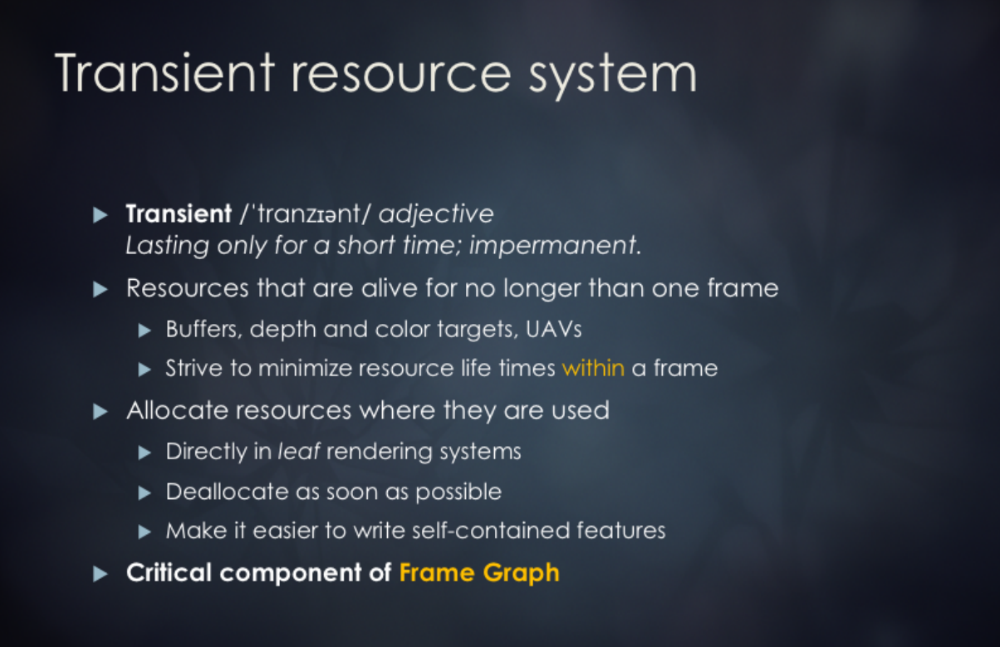 Transient resource system
Transient /ˈtranzɪənt/ adjective
Lasting only for a short time; impermanent.
Resources that are alive for no longer than one frame
Buffers, depth and color targets, UAVs
Strive to minimize resource life times within a frame
Allocate resources where they are used
Directly in leaf rendering systems
Deallocate as soon as possible
Make it easier to write self-contained features
Critical component of Frame Graph